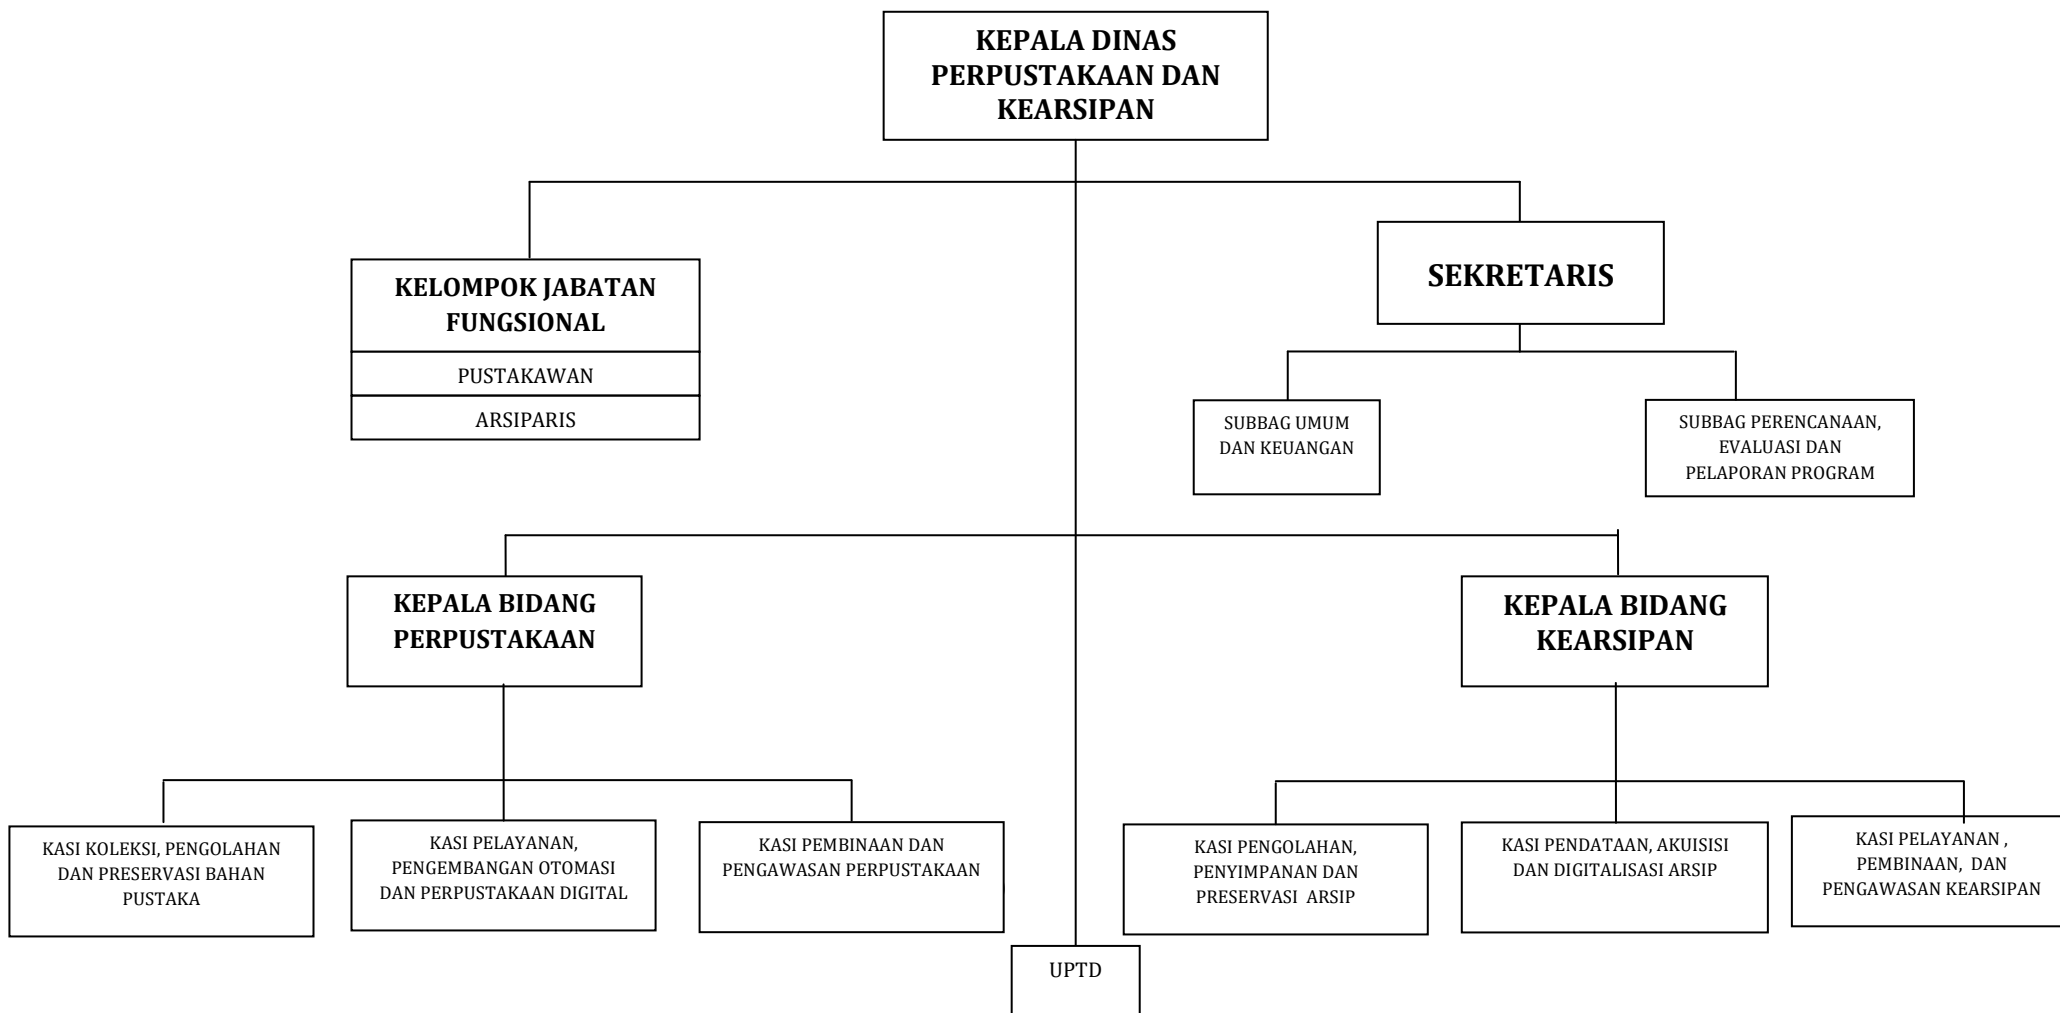 KEPALA DINAS
PERPUSTAKAAN DAN
KEARSIPAN
KELOMPOK JABATAN
FUNGSIONAL
PUSTAKAWAN
ARSIPARIS
SEKRETARIS
SUBBAG UMUM
DAN KEUANGAN
SUBBAG PERENCANAAN,
EVALUASI DAN
PELAPORAN PROGRAM
KEPALA BIDANG
PERPUSTAKAAN
KEPALA BIDANG
KEARSIPAN
KASI KOLEKSI, PENGOLAHAN
DAN PRESERVASI BAHAN
PUSTAKA
KASI PELAYANAN,
PENGEMBANGAN OTOMASI
DAN PERPUSTAKAAN DIGITAL
KASI PEMBINAAN DAN
PENGAWASAN PERPUSTAKAAN
KASI PENGOLAHAN,
PENYIMPANAN DAN
PRESERVASI  ARSIP
KASI PENDATAAN, AKUISISI
DAN DIGITALISASI ARSIP
KASI PELAYANAN ,
PEMBINAAN,  DAN
PENGAWASAN KEARSIPAN
UPTD